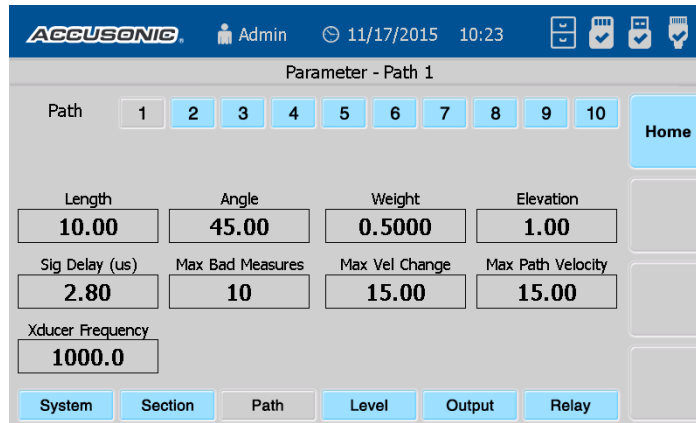 ACCUSONIC. Admin 11/17/2015 10:23
Parameter - Path 1
Path 1 2 3 4 5 6 7 8 9 10
Home
Length Angle Weight Elevation
10.00 45.00 0.5000 1.00
Sig Delay (us) Max Bad Measures Max Vel Change Max Path Velocity
2.80 10 15.00 15.00
Xducer Frequency
1000.0
System Section Path Level Output Relay